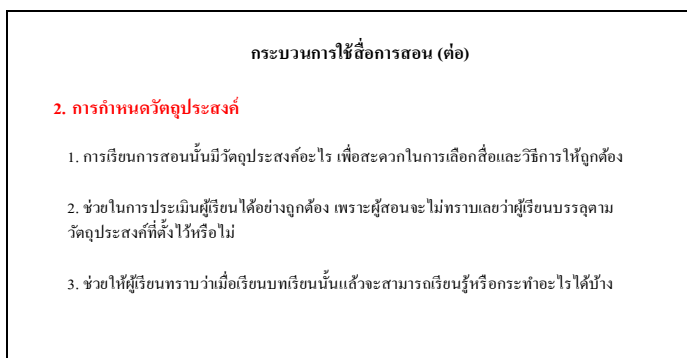 กระบวนการใช้สื่อการสอน (ต่อ)
2. การกำหนดวัตถุประสงค์
1. การเรียนการสอนนั้นมีวัตถุประสงค์อะไร เพื่อสะดวกในการเลือกสื่อและวิธีการให้ถูกต้อง
2. ช่วยในการประเมินผู้เรียนได้อย่างถูกต้อง เพราะผู้สอนจะไม่ทราบเลยว่าผู้เรียนบรรลุตาม
วัตถุประสงค์ที่ตั้งไว้หรือไม่
3. ช่วยให้ผู้เรียนทราบว่าเมื่อเรียนบทเรียนนั้นแล้วจะสามารถเรียนรู้หรือกระทำอะไรได้บ้าง